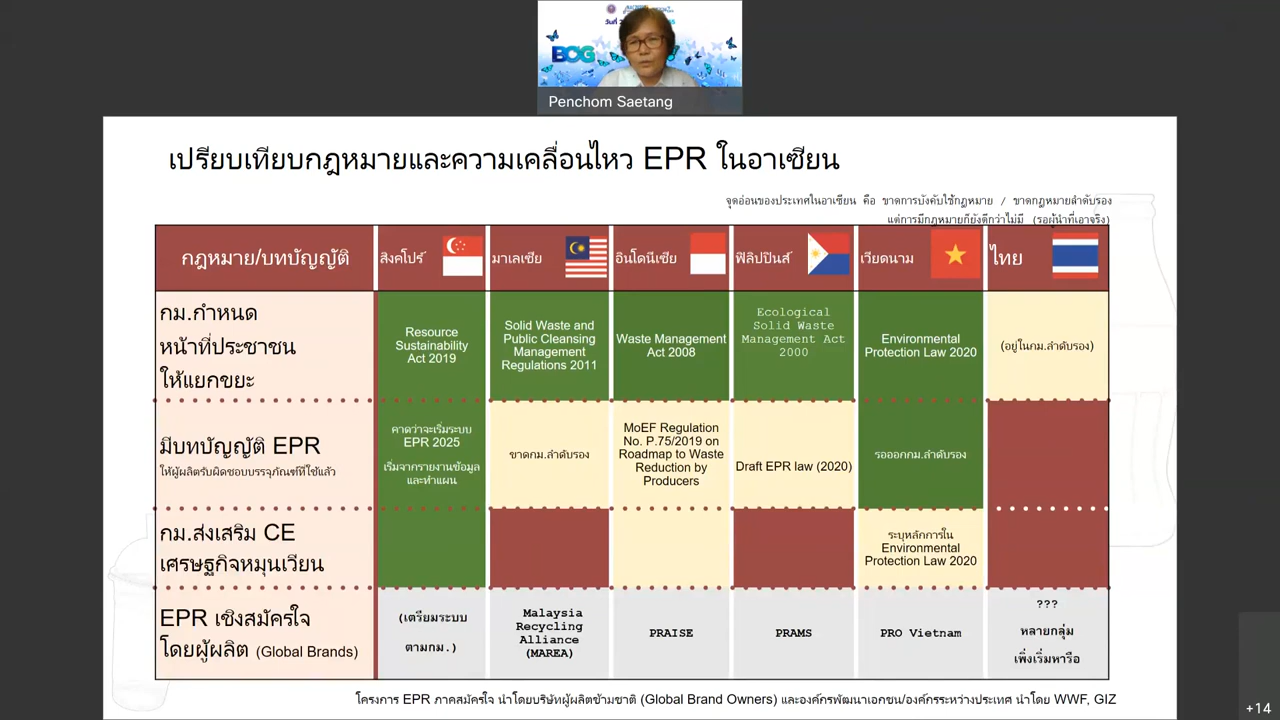 วันที่ 2
BCG
Penchom Saetang
เปรียบเทียบกฎหมายและความเคลื่อนไหว EPR ในอาเซียน
จุดอ่อนของประเทศในอาเซียน คือ ขาดการบังคับใช้กฎหมาย / ขาดกฎหมายลำดับรอง
แต่การมีกฎหมายก็ยังดีกว่าไม่มี (รอผู้นำที่เอาจริง)
กฎหมาย/บทบัญญัติ
สิงคโปร์
มาเลเซีย
อินโดนีเซีย
ฟิลิปปินส์
เวียดนาม
ไทย
กม.กำหนด
หน้าที่ประชาชน
ให้แยกขยะ
Resource
Sustainability
Act 2019
Solid Waste and
Public Cleansing
Management
Regulations 2011
Waste Management
Act 2008
Ecological
Solid Waste
Management Act
2000
Environmental
Protection Law 2020
(อยู่ในกม.ลำดับรอง)
มีบทบัญญัติ EPR
ให้ผู้ผลิตรับผิดชอบบรรจุภัณฑ์ที่ใช้แล้ว
คาดว่าจะเริ่มระบบ
EPR 2025
เริ่มจากรายงานข้อมูล
และทำแผน
ขาดกม.ลำดับรอง
MoEF Regulation
No. P.75/2019 on
Roadmap to Waste
Reduction by
Producers
Draft EPR law (2020)
รอออกกม.ลำดับรอง
กม.ส่งเสริม CE
เศรษฐกิจหมุนเวียน
ระบุหลักการใน
Environmental
Protection Law 2020
EPR เชิงสมัครใจ
โดยผู้ผลิต (Global Brands)
(เตรียมระบบ
ตามกม.)
Malaysia
Recycling
Alliance
(MAREA)
PRAISE
PRAMS
PRO Vietnam
???
หลายกลุ่ม
เพิ่งเริ่มหารือ
โครงการ EPR ภาคสมัครใจ นำโดยบริษัทผู้ผลิตข้ามชาติ (Global Brand Owners) และองค์กรพัฒนาเอกชน/องค์กรระหว่างประเทศ นำโดย WWF, GIZ
+14